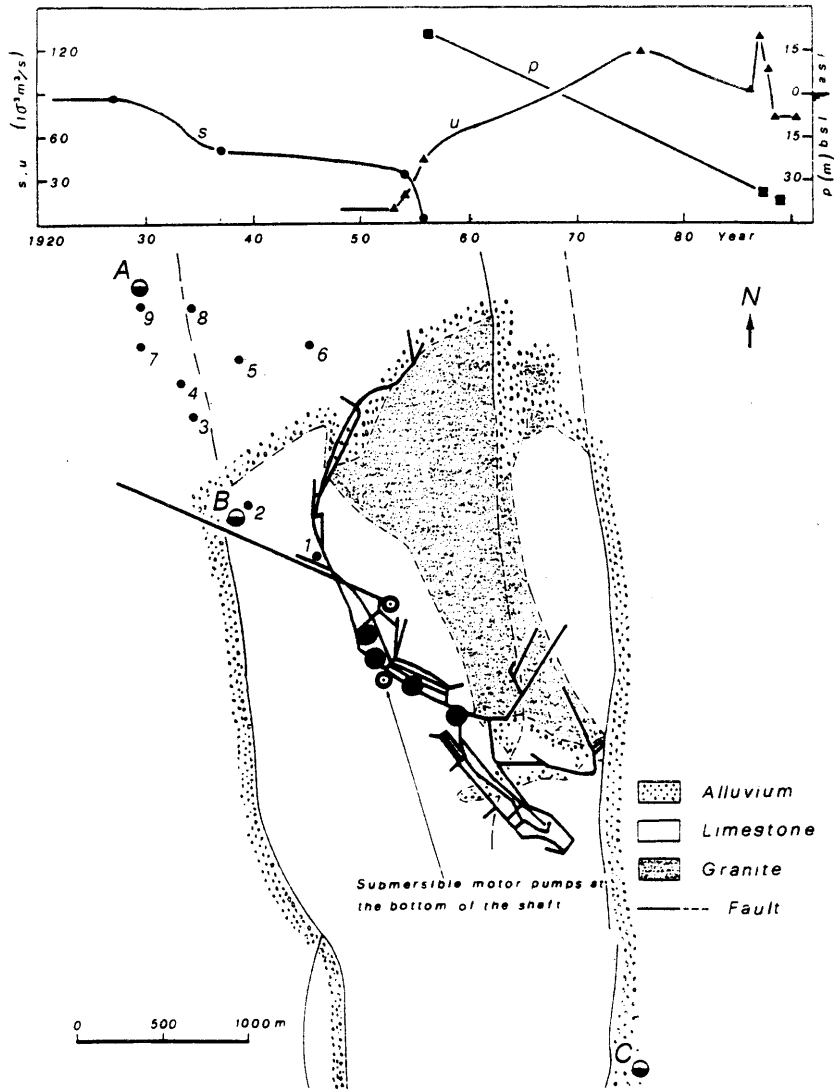 120
60
30
s.u (10⁻³m³/s)
s
p
u
15
0
15
30
p(m) bsl asl
1920 30 40 50 60 70 80 Year
A
N
9
8
7
5
6
4
3
B
2
1
Alluvium
Limestone
Granite
Fault
Submersible motor pumps at
the bottom of the shaft
0 500 1000 m
C